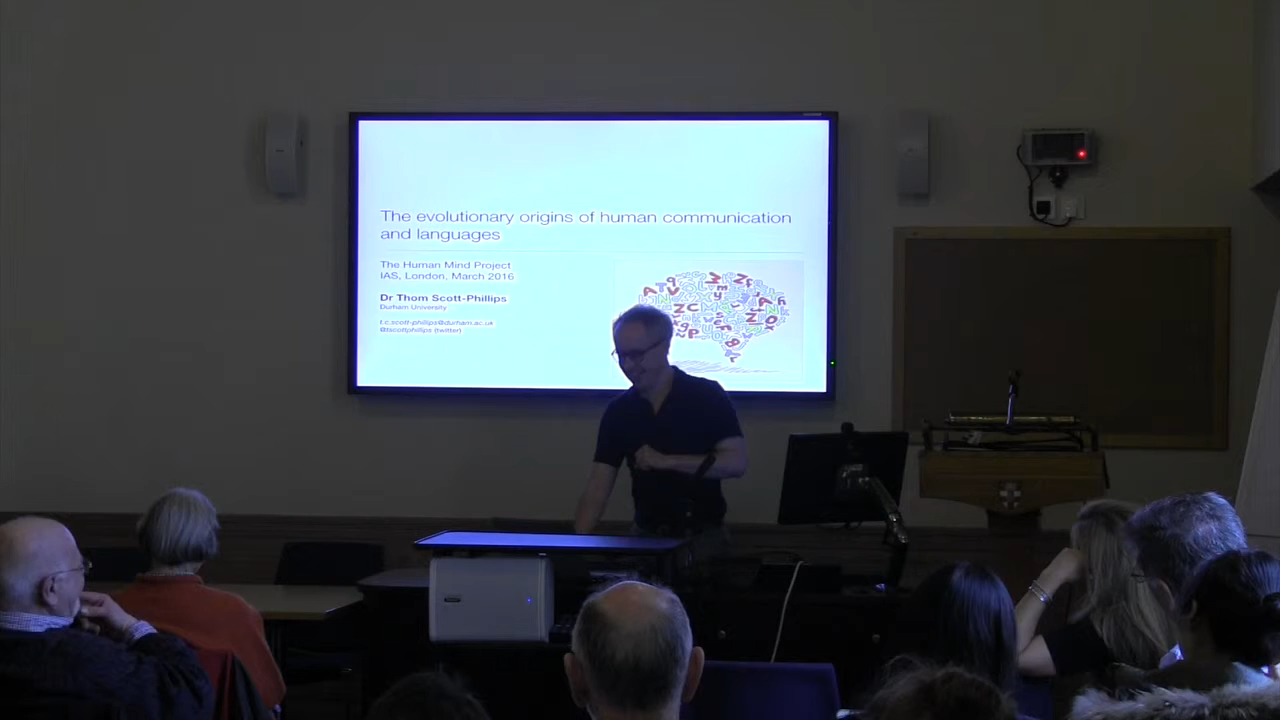 The evolutionary origins of human communication
and languages
The Human Mind Project
IAS, London, March 2016
Dr Thom Scott-Phillips
Durham University
t.c.scott-phillips@durham.ac.uk
@tscottphillips (twitter)